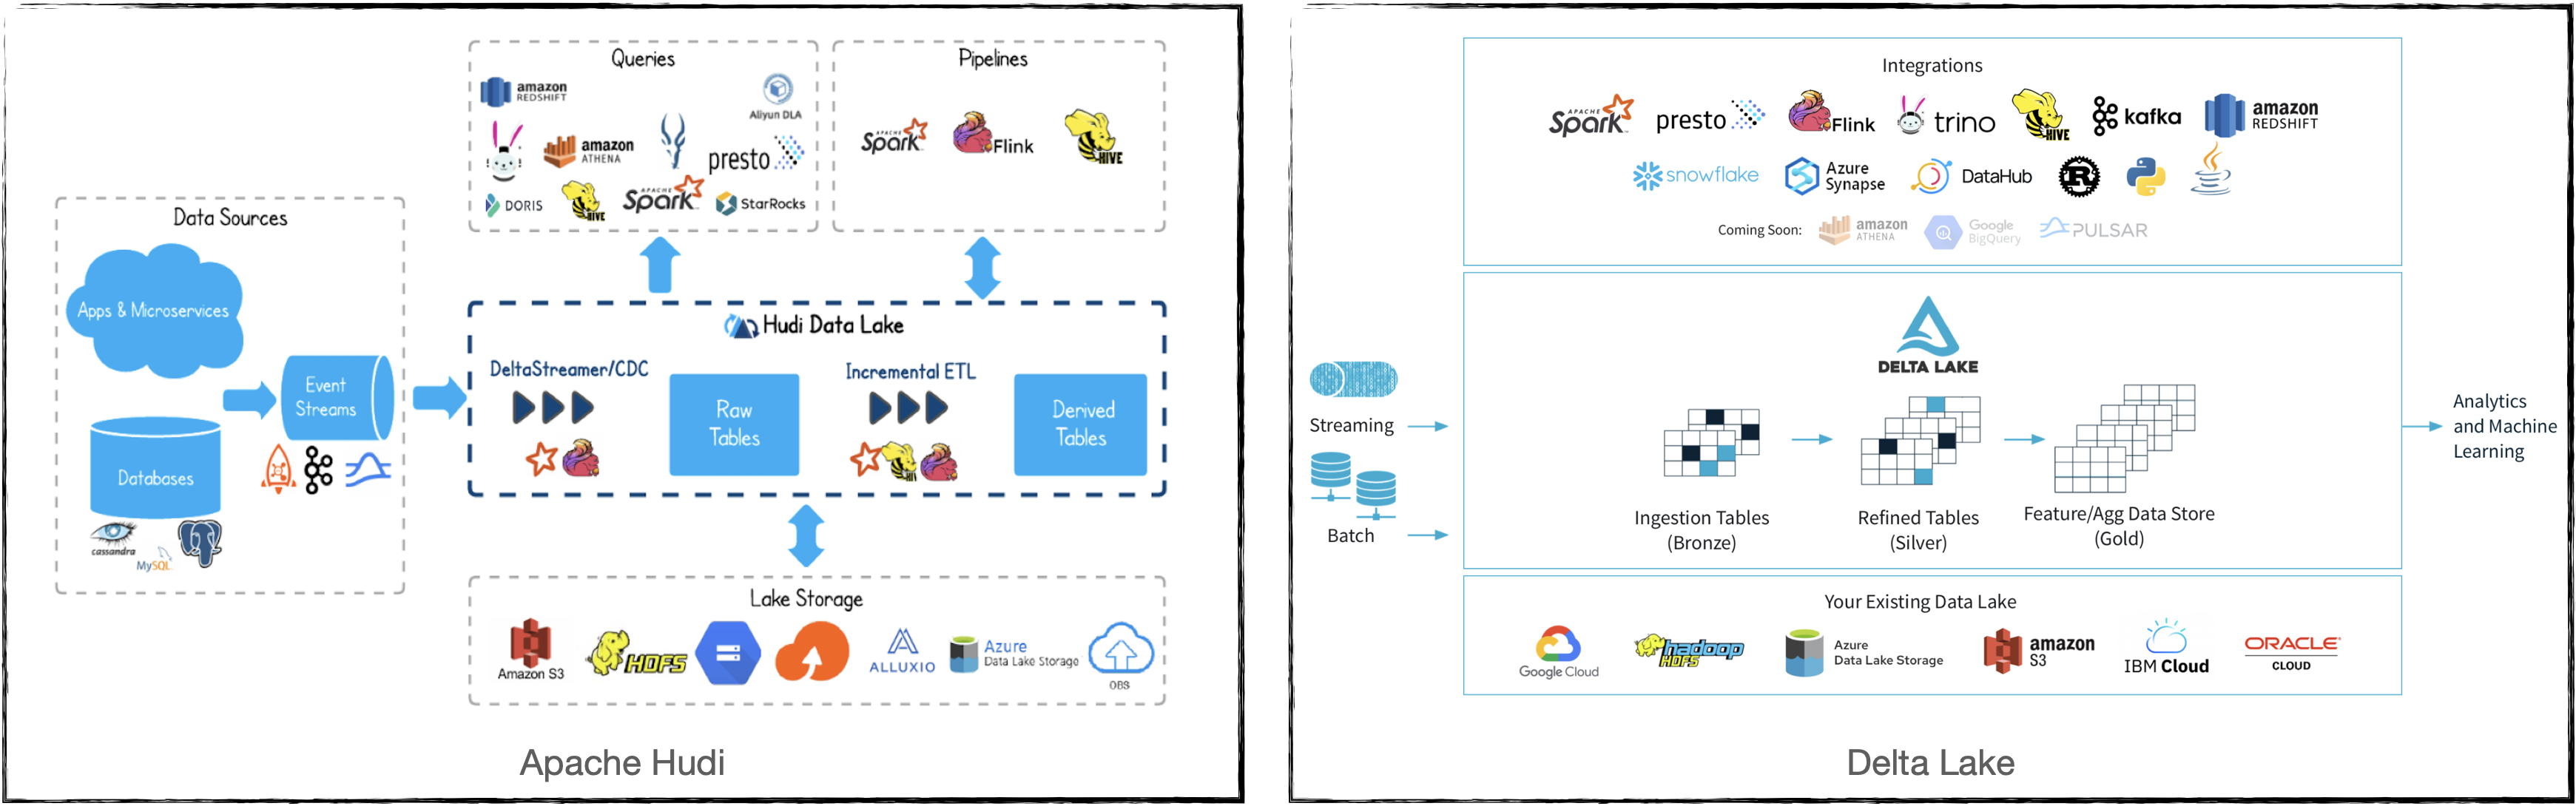 Queries
amazon
REDSHIFT
Aliyun DLA
amazon
ATHENA
presto
DORIS
HIVE
APACHE
Spark
StarRocks
Pipelines
APACHE
Spark
Flink
HIVE
Data Sources
Apps & Microservices
Event
Streams
Databases
cassandra
MySQL
Hudi Data Lake
DeltaStreamer/CDC
Raw
Tables
Incremental ETL
HIVE
Derived
Tables
Lake Storage
Amazon S3
HDFS
ALLUXIO
Azure
Data Lake Storage
OBS
Apache Hudi
Integrations
APACHE
Spark
presto
Flink
trino
HIVE
kafka
amazon
REDSHIFT
snowflake
Azure
Synapse
DataHub
R
Coming Soon:
amazon
ATHENA
Google
BigQuery
PULSAR
Streaming
Batch
DELTA LAKE
Ingestion Tables
(Bronze)
Refined Tables
(Silver)
Feature/Agg Data Store
(Gold)
Analytics
and Machine
Learning
Your Existing Data Lake
Google Cloud
hadoop
HDFS
Azure
Data Lake Storage
amazon
S3
IBM Cloud
ORACLE
CLOUD
Delta Lake